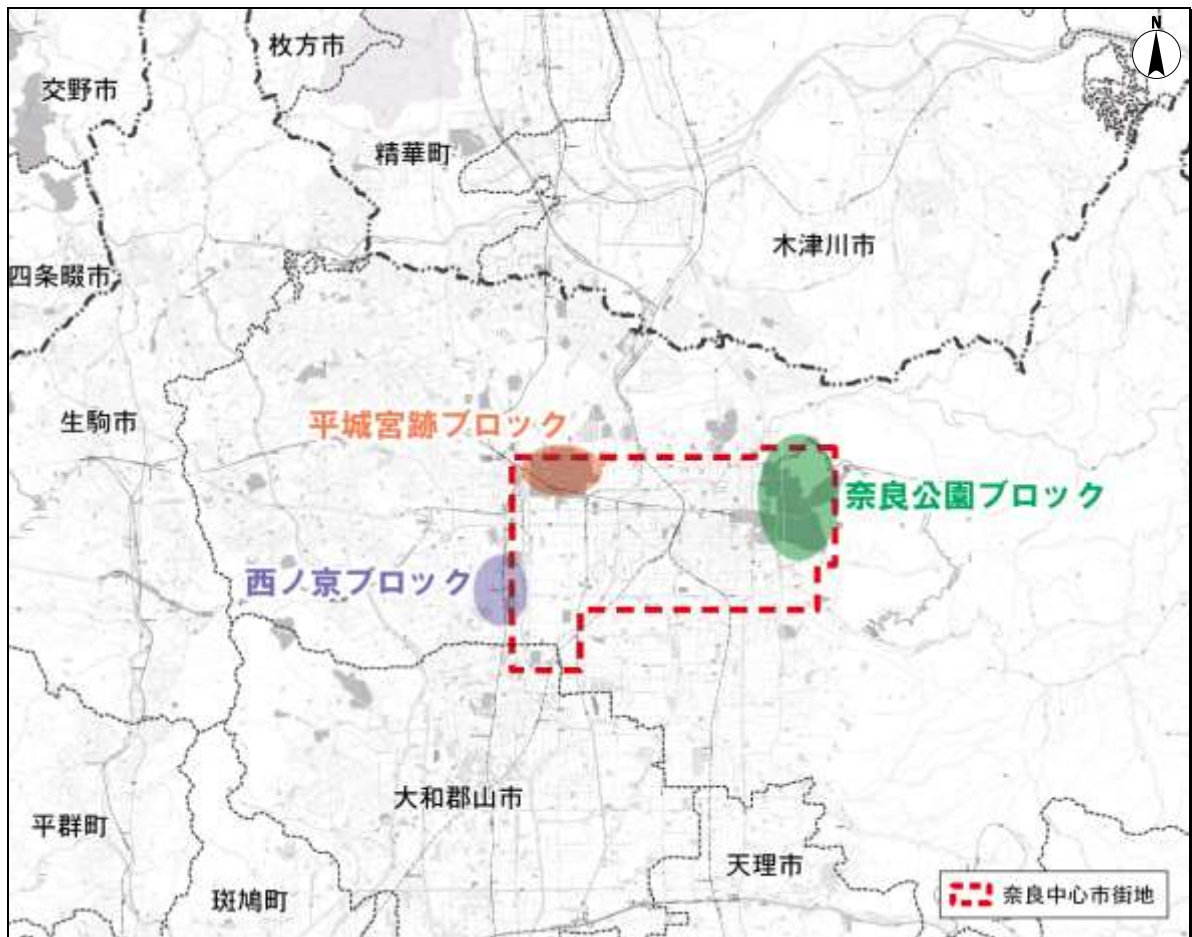 N
枚方市
交野市
精華町
木津川市
四条畷市
生駒市
平城宮跡ブロック
奈良公園ブロック
西ノ京ブロック
大和郡山市
平群町
天理市
斑鳩町
奈良中心市街地